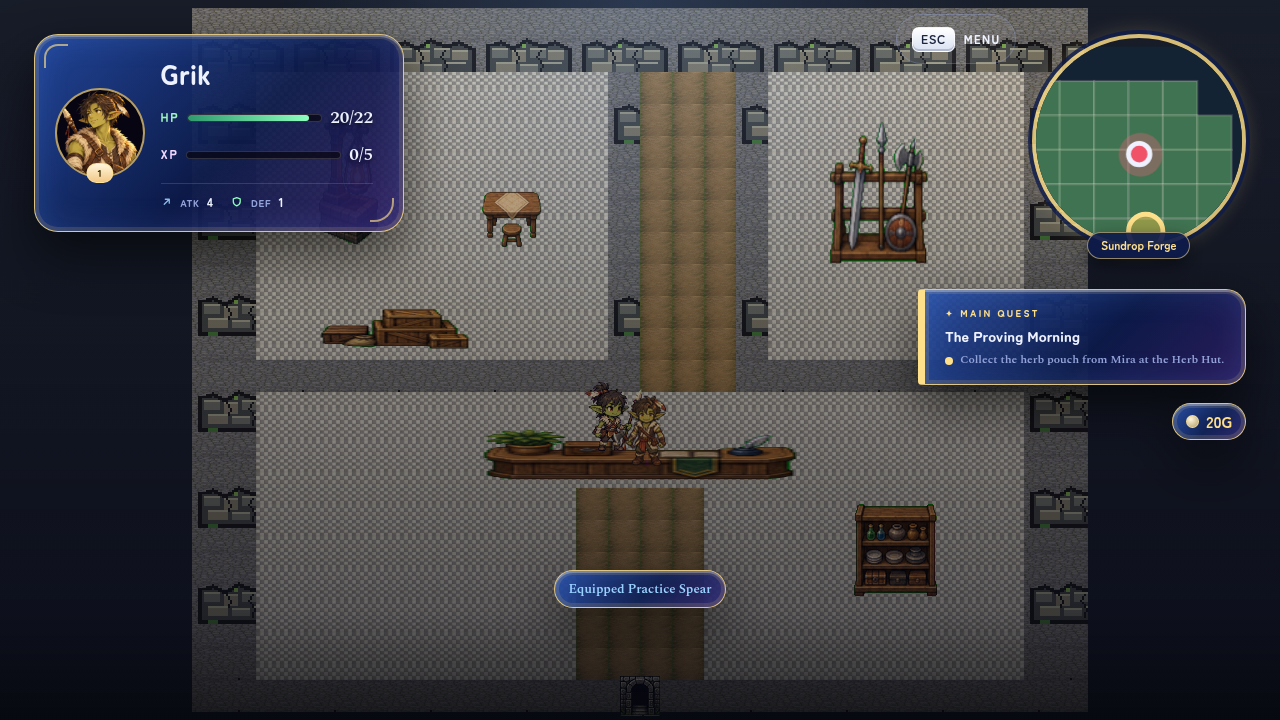 Grik
HP 20/22
XP 0/5
1
ATK 4 DEF 1
ESC MENU
Sundrop Forge
MAIN QUEST
The Proving Morning
Collect the herb pouch from Mira at the Herb Hut.
20G
Equipped Practice Spear